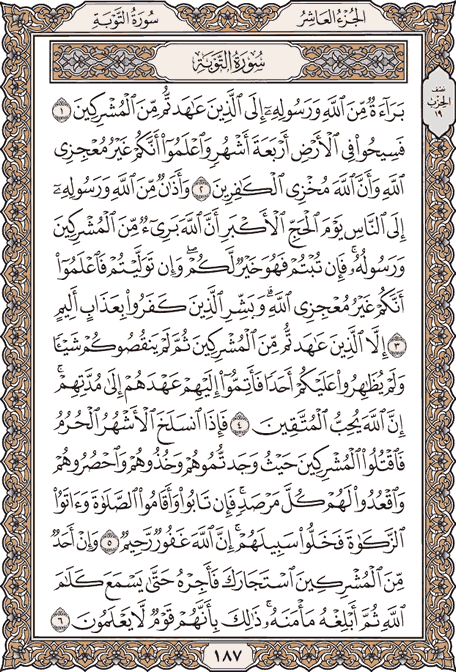 الجُزْءُ العَاشِرُ
سُورَةُ التَّوْبَةِ
سُورَةُ التَّوْبَةِ
نصف
الحزب
١٩
بَرَآءَةٌ مِّنَ ٱللَّهِ وَرَسُولِهِۦٓ إِلَى ٱلَّذِينَ عَٰهَدتُّم مِّنَ ٱلْمُشْرِكِينَ ١
فَسِيحُوا۟ فِى ٱلْأَرْضِ أَرْبَعَةَ أَشْهُرٍ وَٱعْلَمُوٓا۟ أَنَّكُمْ غَيْرُ مُعْجِزِى
ٱللَّهِ وَأَنَّ ٱللَّهَ مُخْزِى ٱلْكَٰفِرِينَ ٢ وَأَذَٰنٌ مِّنَ ٱللَّهِ وَرَسُولِهِۦٓ
إِلَى ٱلنَّاسِ يَوْمَ ٱلْحَجِّ ٱلْأَكْبَرِ أَنَّ ٱللَّهَ بَرِىٓءٌ مِّنَ ٱلْمُشْرِكِينَ
وَرَسُولُهُۥ ۚ فَإِن تُبْتُمْ فَهُوَ خَيْرٌ لَّكُمْ ۖ وَإِن تَوَلَّيْتُمْ فَٱعْلَمُوٓا۟
أَنَّكُمْ غَيْرُ مُعْجِزِى ٱللَّهِ ۗ وَبَشِّرِ ٱلَّذِينَ كَفَرُوا۟ بِعَذَابٍ أَلِيمٍ
٣ إِلَّا ٱلَّذِينَ عَٰهَدتُّم مِّنَ ٱلْمُشْرِكِينَ ثُمَّ لَمْ يَنقُصُوكُمْ شَيْـًٔا
وَلَمْ يُظَٰهِرُوا۟ عَلَيْكُمْ أَحَدًا فَأَتِمُّوٓا۟ إِلَيْهِمْ عَهْدَهُمْ إِلَىٰ مُدَّتِهِمْ ۚ
إِنَّ ٱللَّهَ يُحِبُّ ٱلْمُتَّقِينَ ٤ فَإِذَا ٱنسَلَخَ ٱلْأَشْهُرُ ٱلْحُرُمُ
فَٱقْتُلُوا۟ ٱلْمُشْرِكِينَ حَيْثُ وَجَدتُّمُوهُمْ وَخُذُوهُمْ وَٱحْصُرُوهُمْ
وَٱقْعُدُوا۟ لَهُمْ كُلَّ مَرْصَدٍ ۚ فَإِن تَابُوا۟ وَأَقَامُوا۟ ٱلصَّلَوٰةَ وَءَاتَوُا۟
ٱلزَّكَوٰةَ فَخَلُّوا۟ سَبِيلَهُمْ ۚ إِنَّ ٱللَّهَ غَفُورٌ رَّحِيمٌ ٥ وَإِنْ أَحَدٌ
مِّنَ ٱلْمُشْرِكِينَ ٱسْتَجَارَكَ فَأَجِرْهُ حَتَّىٰ يَسْمَعَ كَلَٰمَ
ٱللَّهِ ثُمَّ أَبْلِغْهُ مَأْمَنَهُۥ ۚ ذَٰلِكَ بِأَنَّهُمْ قَوْمٌ لَّا يَعْلَمُونَ ٦
١٨٧